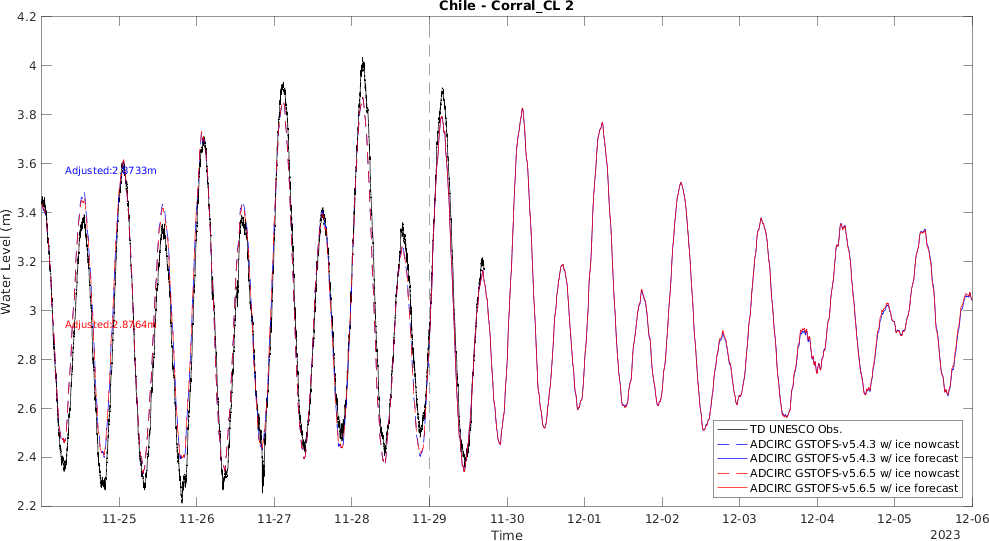 Chile - Corral_CL 2
4.2
4
3.8
3.6
3.4
3.2
3
2.8
2.6
2.4
2.2
Water Level (m)
Adjusted:2.8733m
Adjusted:2.8764m
TD UNESCO Obs.
ADCIRC GSTOFS-v5.4.3 w/ ice nowcast
ADCIRC GSTOFS-v5.4.3 w/ ice forecast
ADCIRC GSTOFS-v5.6.5 w/ ice nowcast
ADCIRC GSTOFS-v5.6.5 w/ ice forecast
11-25 11-26 11-27 11-28 11-29 11-30 12-01 12-02 12-03 12-04 12-05 12-06
Time 2023